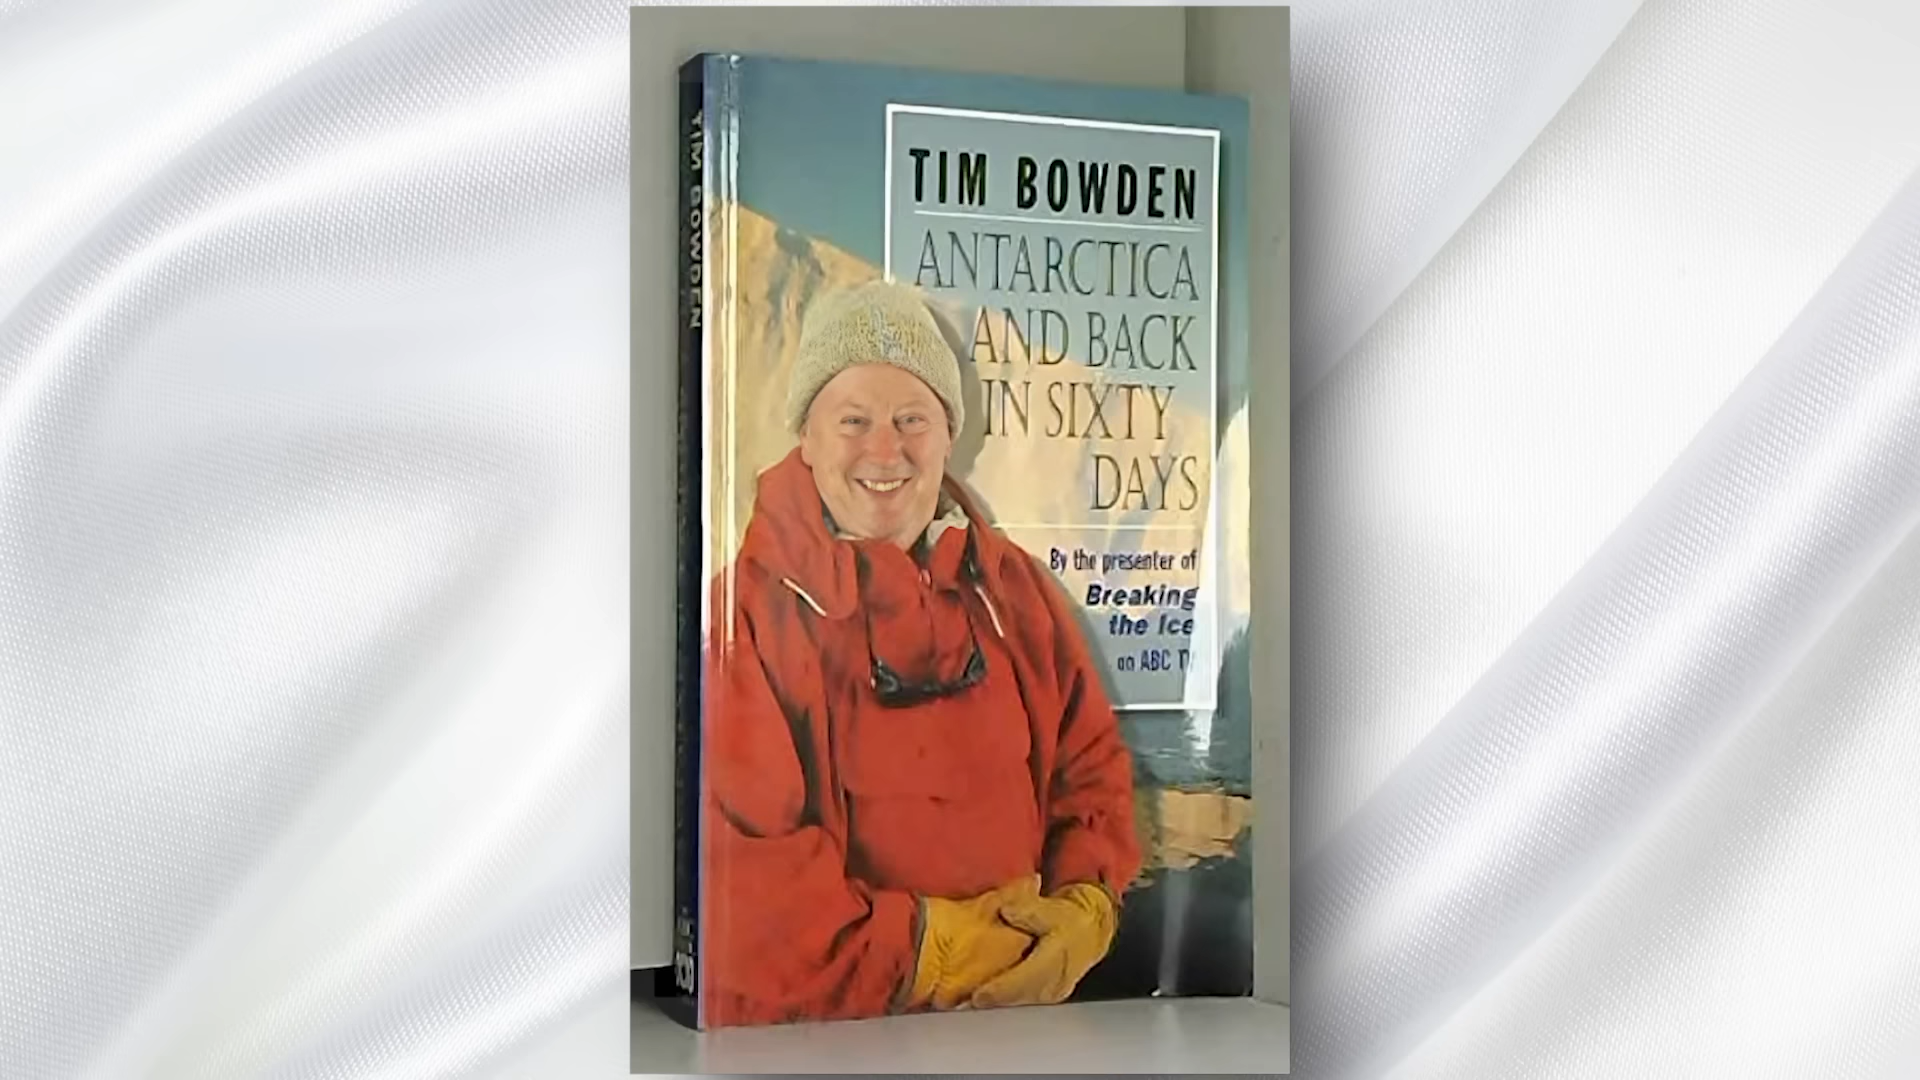 TIM BOWDEN
TIM BOWDEN
ANTARCTICA
AND BACK
IN SIXTY
DAYS
By the presenter of
Breaking
the Ice
on ABC TV